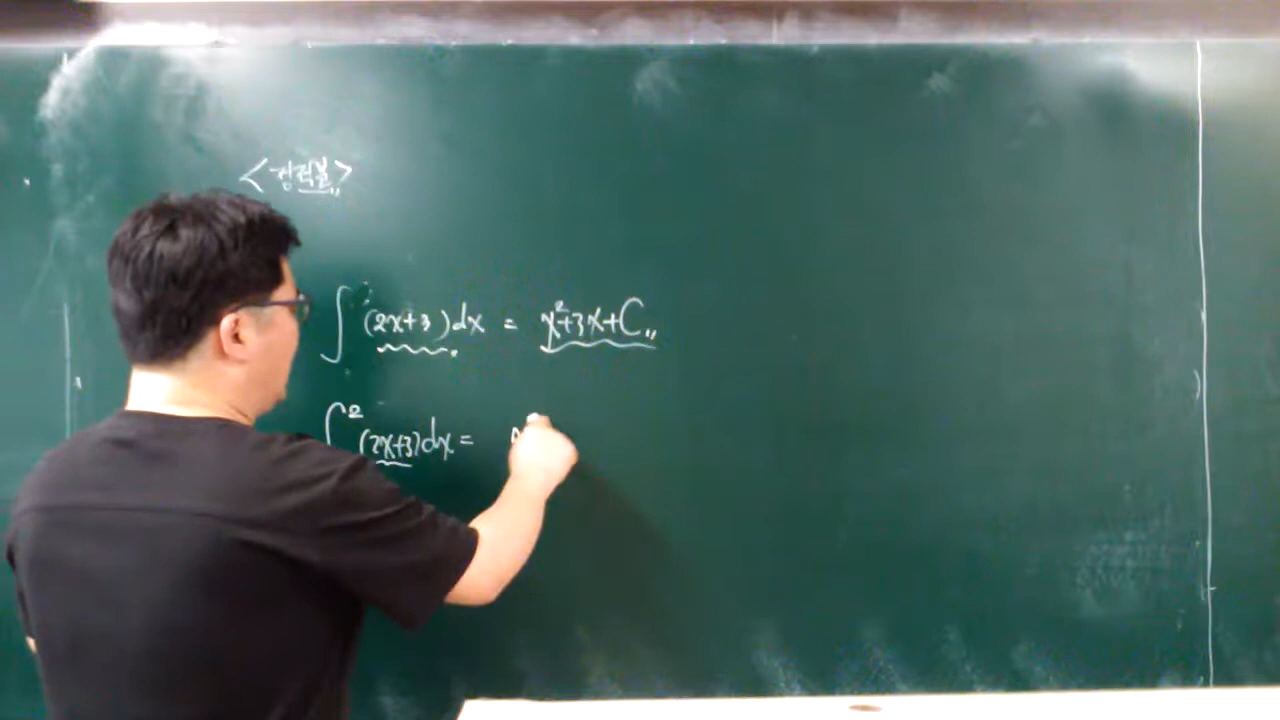 <정적분>
∫(2x+3)dx = x²+3x+C
∫²(2x+3)dx =